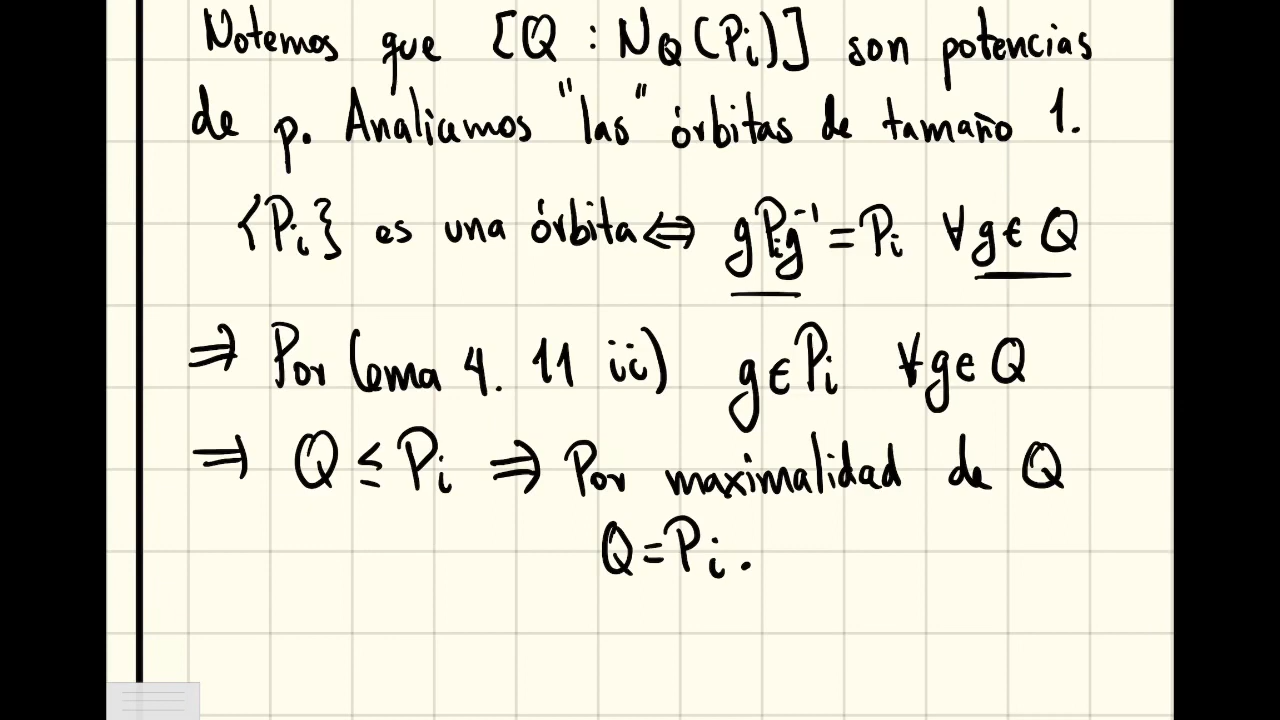 Notemos que [Q : N_Q(P_i)] son potencias
de p. Analicemos "las" órbitas de tamaño 1.
{P_i} es una órbita ⇔ gP_ig⁻¹ = P_i ∀g∈Q
⇒ Por Lema 4.11 ii) g∈P_i ∀g∈Q
⇒ Q ≤ P_i ⇒ Por maximalidad de Q
Q = P_i.